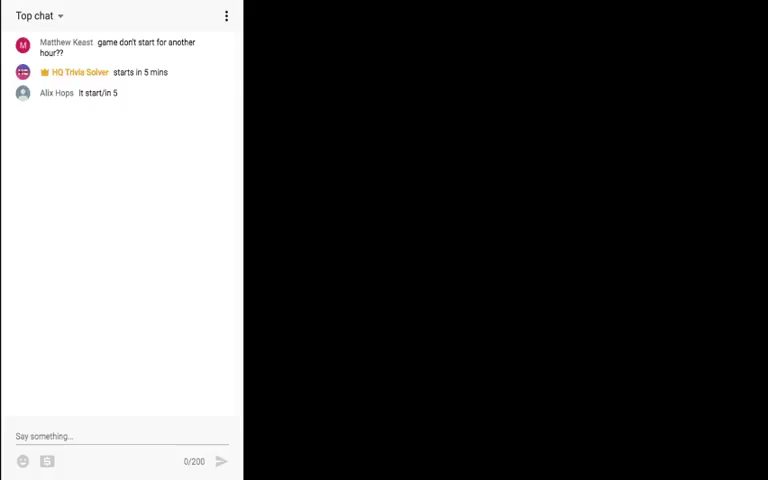 Top chat
M
Matthew Keast game don't start for another
hour??
HQ Trivia Solver starts in 5 mins
Alix Hops It start/in 5
Say something...
$
0/200